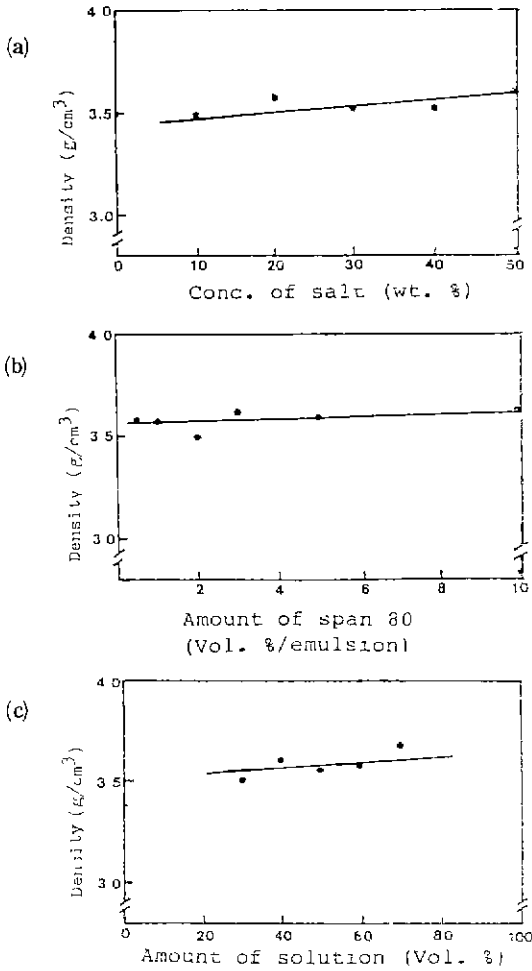 (a)
4 0
3.5
3.0
Density (g/cm³)
0 10 20 30 40 50
Conc. of salt (wt. %)
(b)
4 0
3 5
3 0
Density (g/cm³)
2 4 6 8 10
Amount of span 80
(Vol. %/emulsion)
(c)
4 0
3 5
3 0
Density (g/cm³)
0 20 40 60 80 100
Amount of solution (Vol. %)